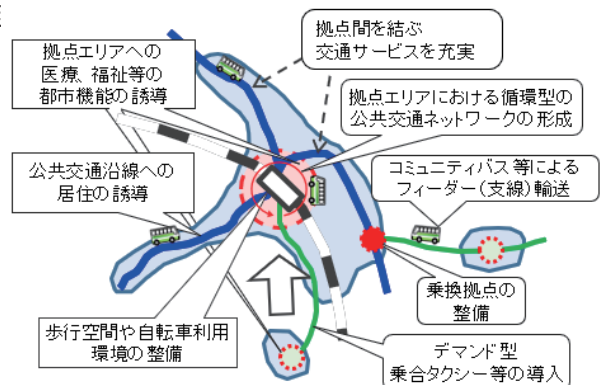 拠点エリアへの
医療、福祉等の
都市機能の誘導
拠点間を結ぶ
交通サービスを充実
拠点エリアにおける循環型の
公共交通ネットワークの形成
公共交通沿線への
居住の誘導
コミュニティバス等による
フィーダー(支線)輸送
乗換拠点の
整備
歩行空間や自転車利用
環境の整備
デマンド型
乗合タクシー等の導入